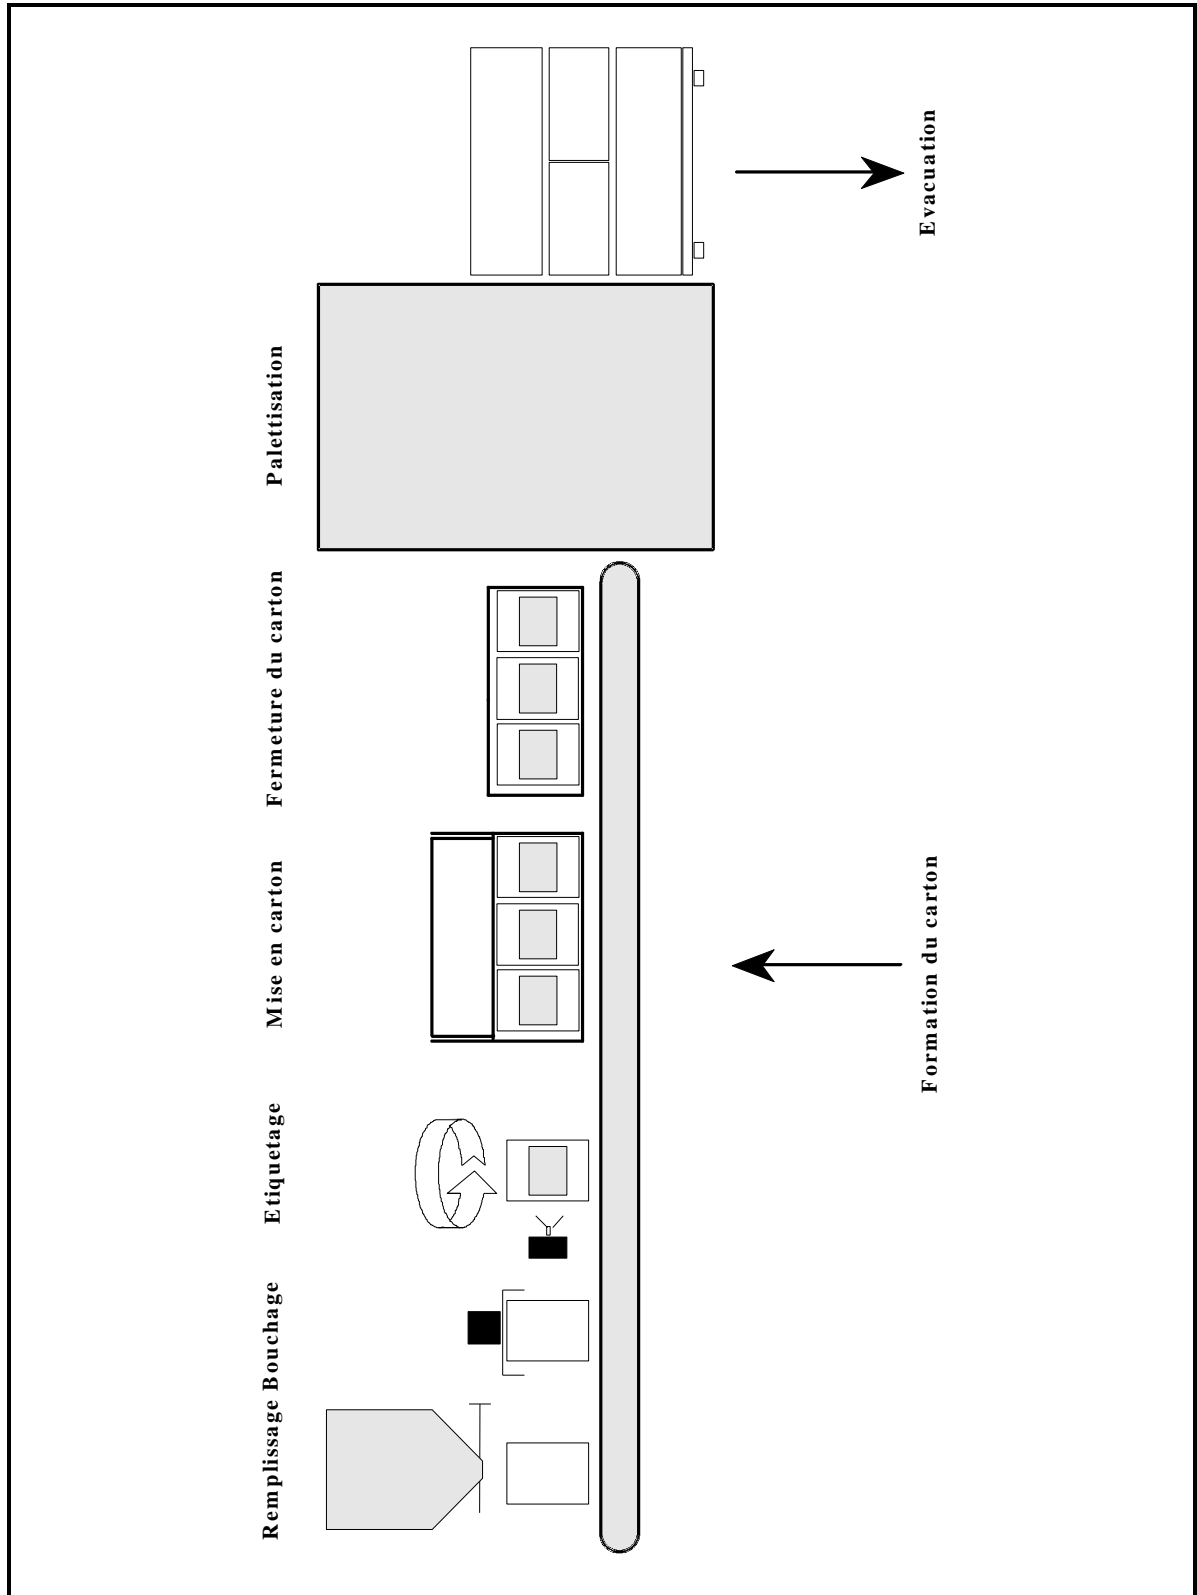 Remplissage Bouchage
Etiquetage
Mise en carton
Fermeture du carton
Palettisation
Formation du carton
Evacuation